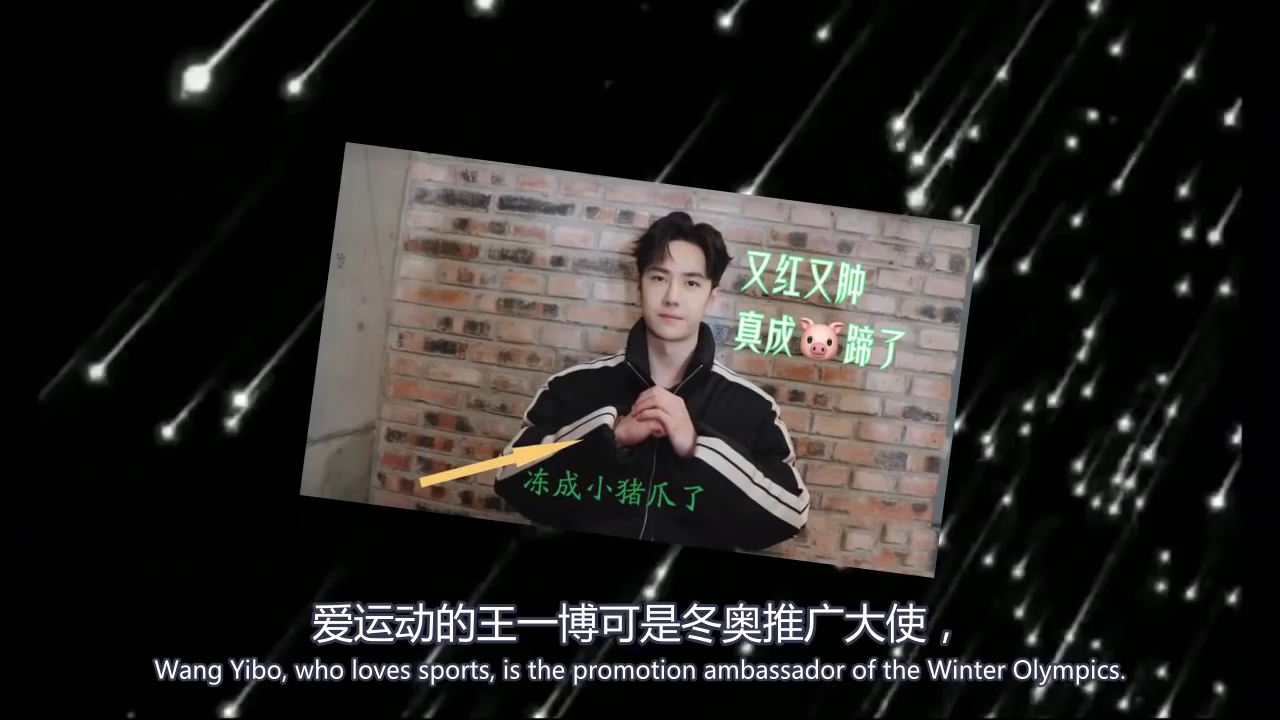 又红又肿
真成🐷蹄了
冻成小猪爪了
爱运动的王一博可是冬奥推广大使，
Wang Yibo, who loves sports, is the promotion ambassador of the Winter Olympics.